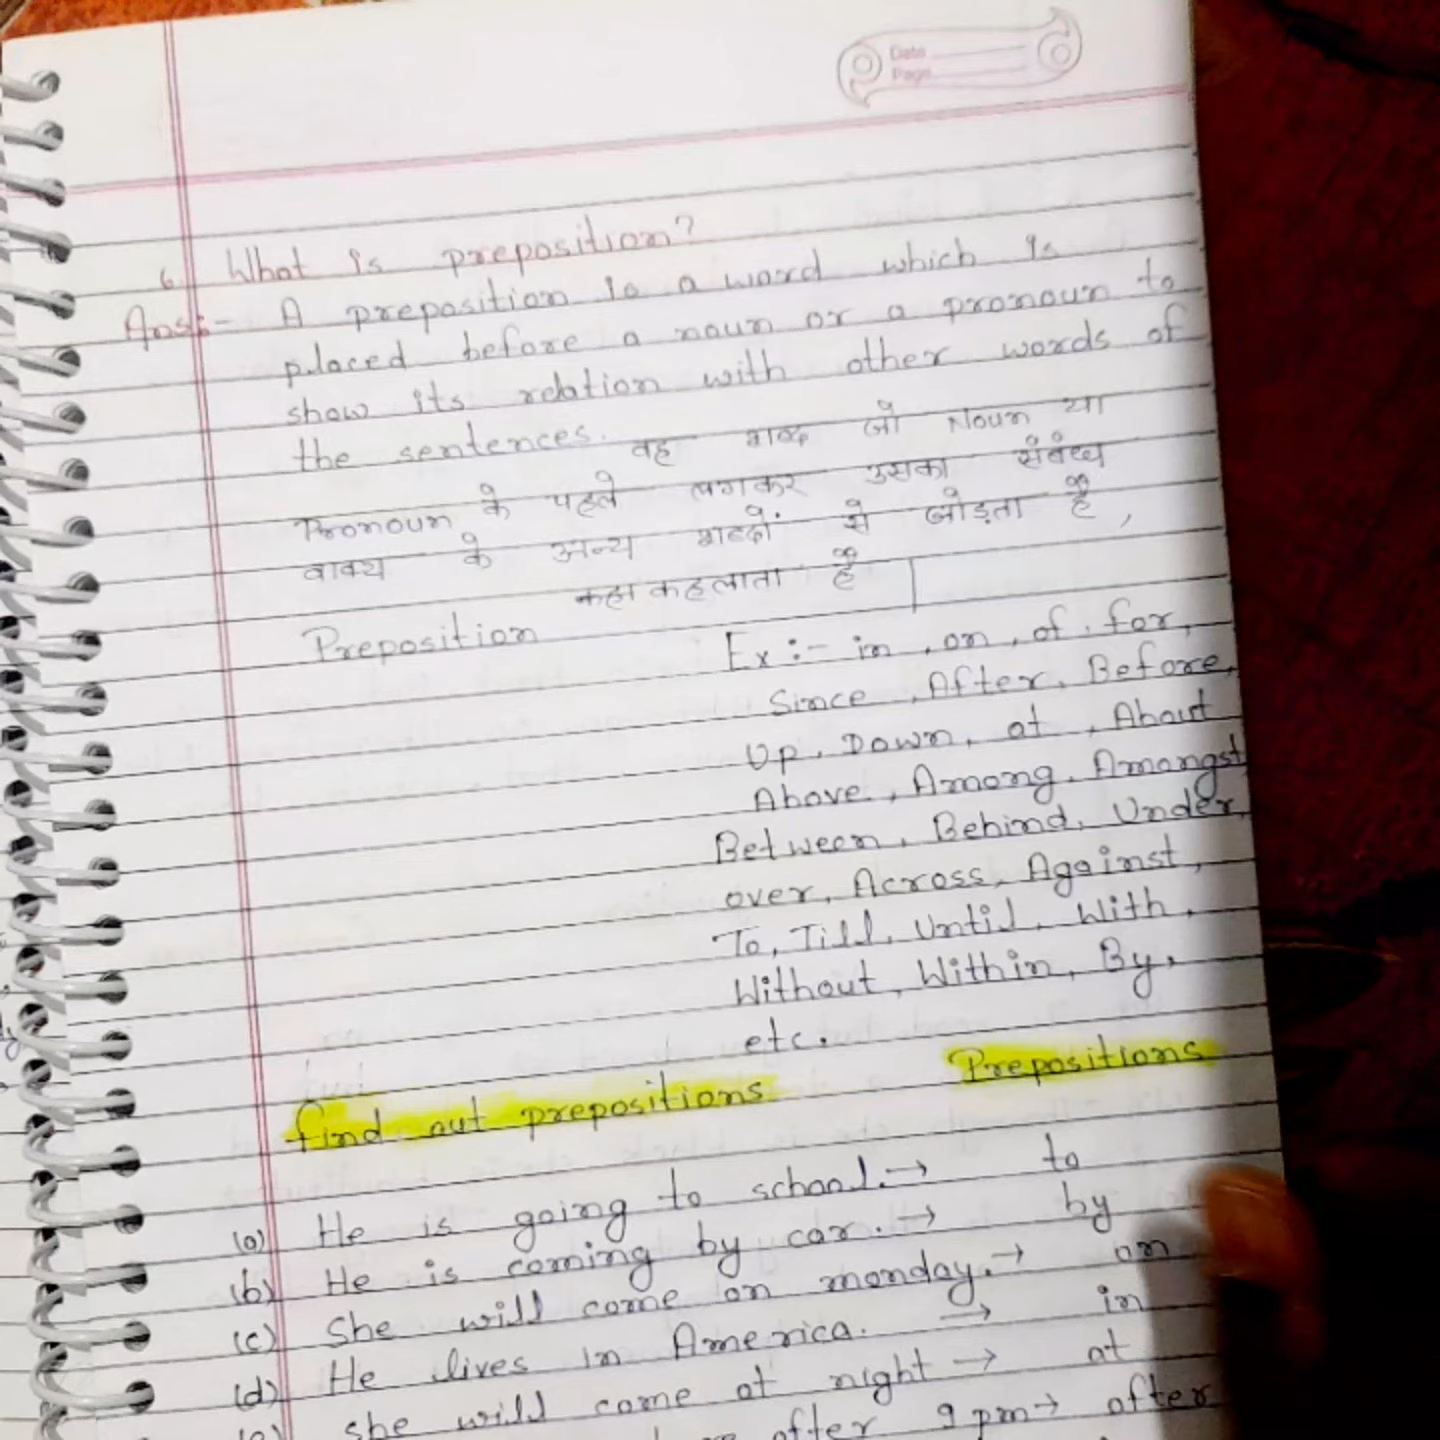 Date
Page
6. What is preposition?
Ans:- A preposition is a word which is
placed before a noun or a pronoun to
show its relation with other words of
the sentences. वह शब्द जो Noun या
Pronoun के पहले लगकर उसका संबंध
वाक्य के अन्य शब्दों से जोड़ता है,
Preposition कहा कहलाता है |
Ex :- in, on, of, for,
Since, After, Before,
Up, Down, at, About
Above, Among, Amongst
Between, Behind, Under,
over, Across, Against,
To, Till, Until, With,
Without, Within, By,
etc.
find out prepositions Prepositions
(a) He is going to school.→ to
(b) He is coming by car.→ by
(c) She will come on monday.→ on
(d) He lives in America. → in
she will come at night → at
after 9 pm→ after